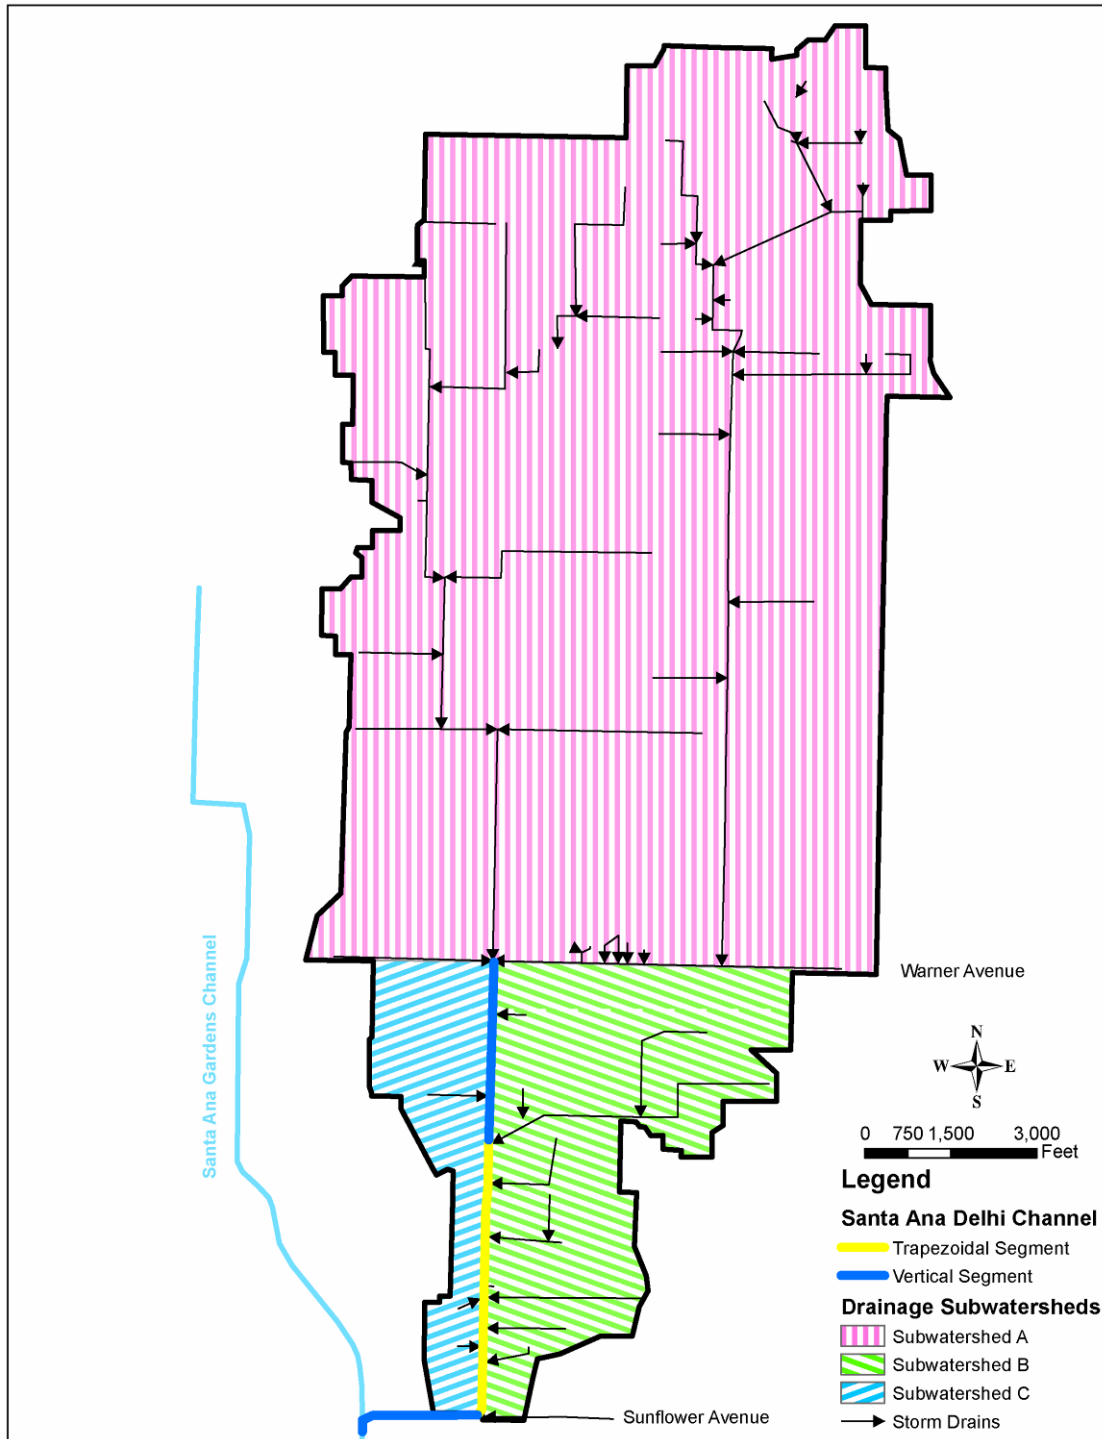 Santa Ana Gardens Channel
Warner Avenue
N
W E
S
0 750 1,500 3,000
Feet
Legend
Santa Ana Delhi Channel
Trapezoidal Segment
Vertical Segment
Drainage Subwatersheds
Subwatershed A
Subwatershed B
Subwatershed C
Storm Drains
Sunflower Avenue